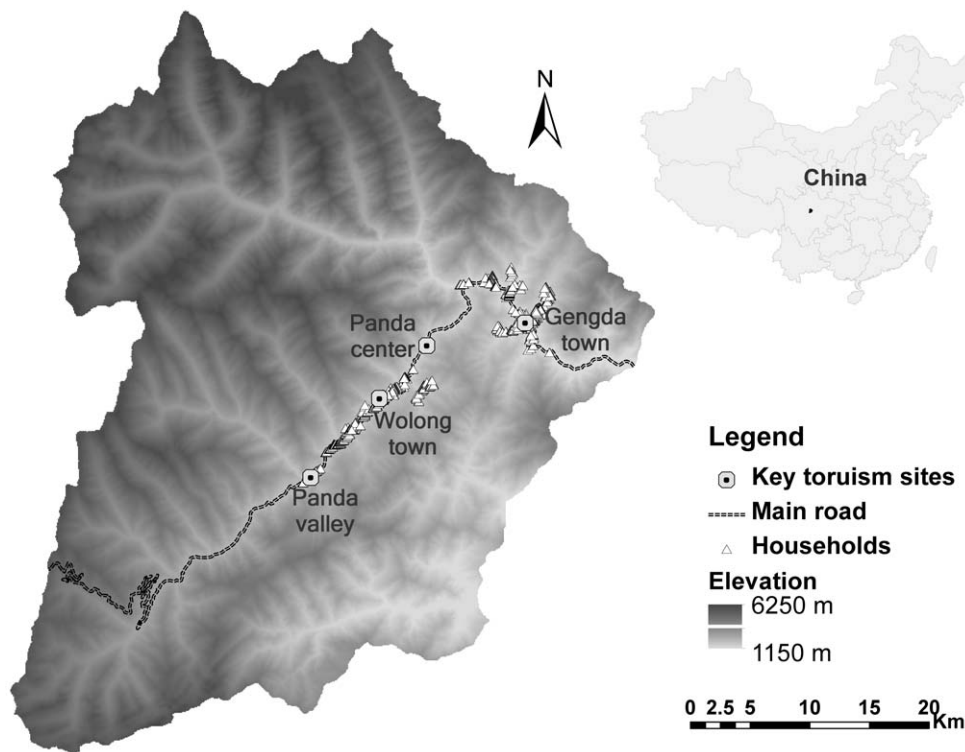 N
China
Panda
center
Gengda
town
Wolong
town
Panda
valley
Legend
Key toruism sites
Main road
Households
Elevation
6250 m
1150 m
0 2.5 5 10 15 20
Km